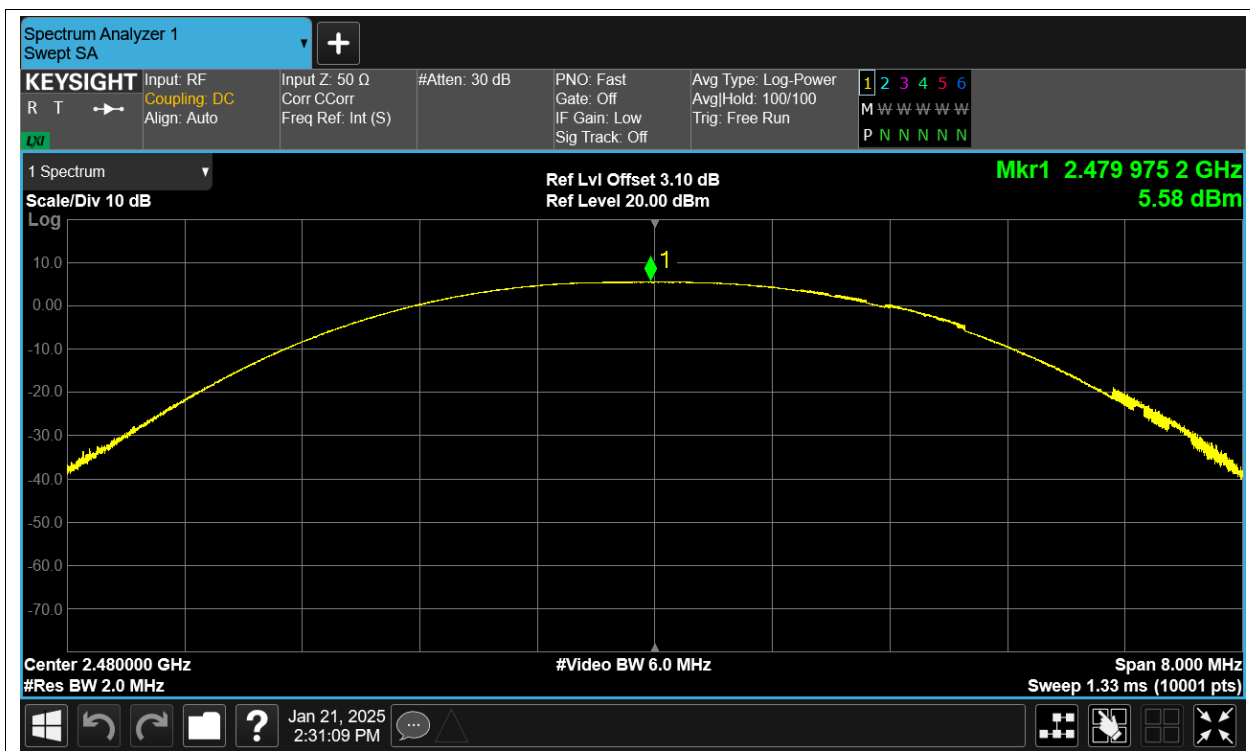 Spectrum Analyzer 1
Swept SA
KEYSIGHT
R T
LXI
Input: RF
Coupling: DC
Align: Auto
Input Z: 50 Ω
Corr CCorr
Freq Ref: Int (S)
#Atten: 30 dB
PNO: Fast
Gate: Off
IF Gain: Low
Sig Track: Off
Avg Type: Log-Power
Avg|Hold: 100/100
Trig: Free Run
1 2 3 4 5 6
M W W W W W
P N N N N N
1 Spectrum
Scale/Div 10 dB
Log
Ref Lvl Offset 3.10 dB
Ref Level 20.00 dBm
Mkr1 2.479 975 2 GHz
5.58 dBm
1
10.0
0.00
-10.0
-20.0
-30.0
-40.0
-50.0
-60.0
-70.0
Center 2.480000 GHz
#Res BW 2.0 MHz
#Video BW 6.0 MHz
Span 8.000 MHz
Sweep 1.33 ms (10001 pts)
?
Jan 21, 2025
2:31:09 PM